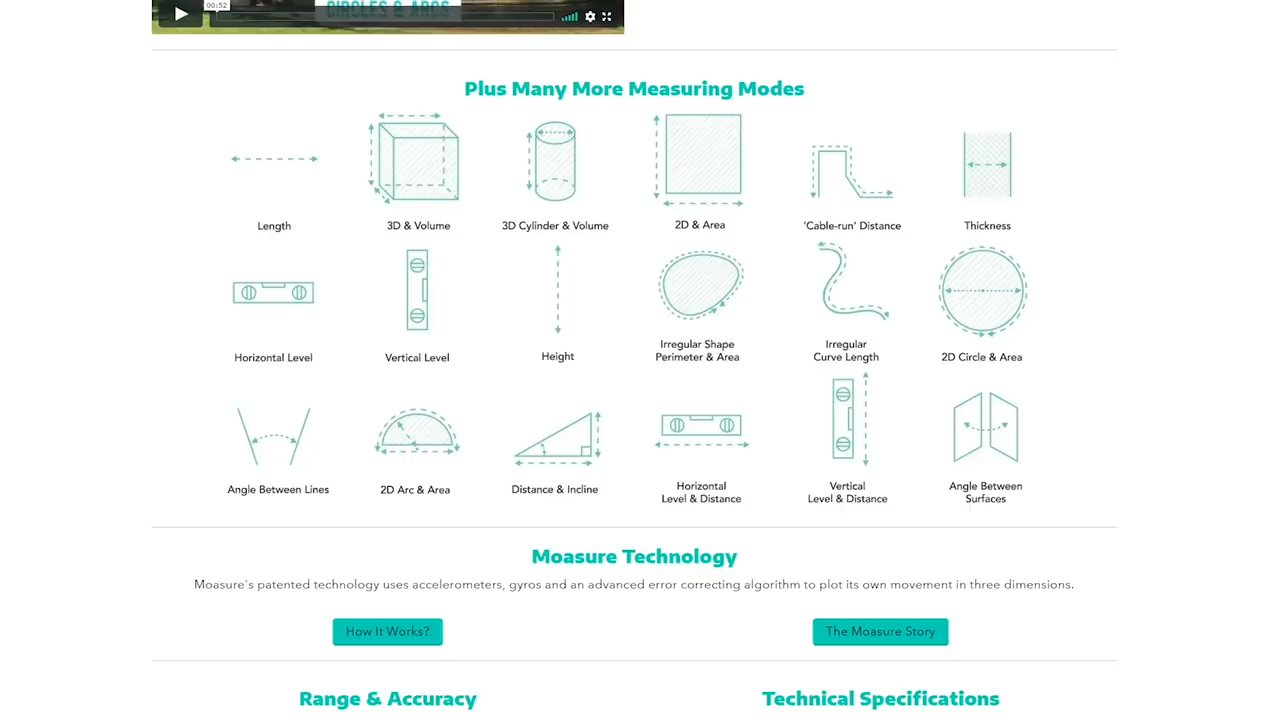 00:52
CIRCLES & ARCS
Plus Many More Measuring Modes
Length
3D & Volume
3D Cylinder & Volume
2D & Area
‘Cable-run’ Distance
Thickness
Horizontal Level
Vertical Level
Height
Irregular Shape
Perimeter & Area
Irregular
Curve Length
2D Circle & Area
Angle Between Lines
2D Arc & Area
Distance & Incline
Horizontal
Level & Distance
Vertical
Level & Distance
Angle Between
Surfaces
Moasure Technology
Moasure's patented technology uses accelerometers, gyros and an advanced error correcting algorithm to plot its own movement in three dimensions.
How It Works?
The Moasure Story
Range & Accuracy
Technical Specifications